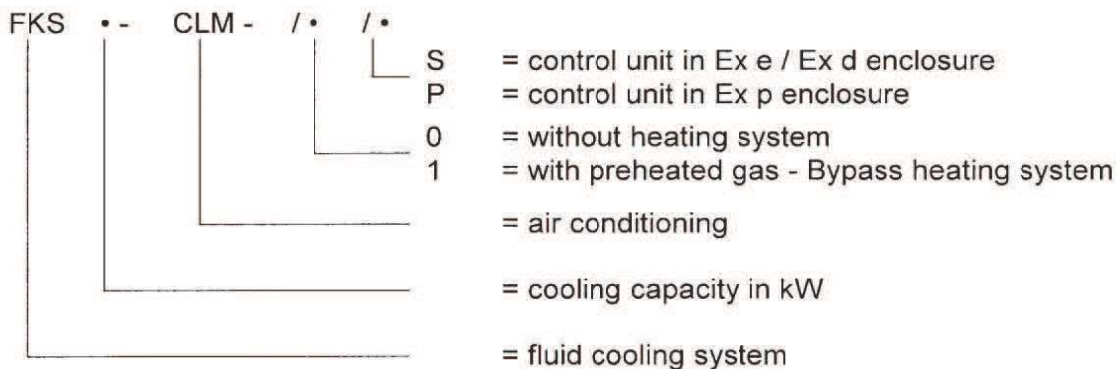 FKS • - CLM - / • / •
S = control unit in Ex e / Ex d enclosure
P = control unit in Ex p enclosure
0 = without heating system
1 = with preheated gas - Bypass heating system
= air conditioning
= cooling capacity in kW
= fluid cooling system